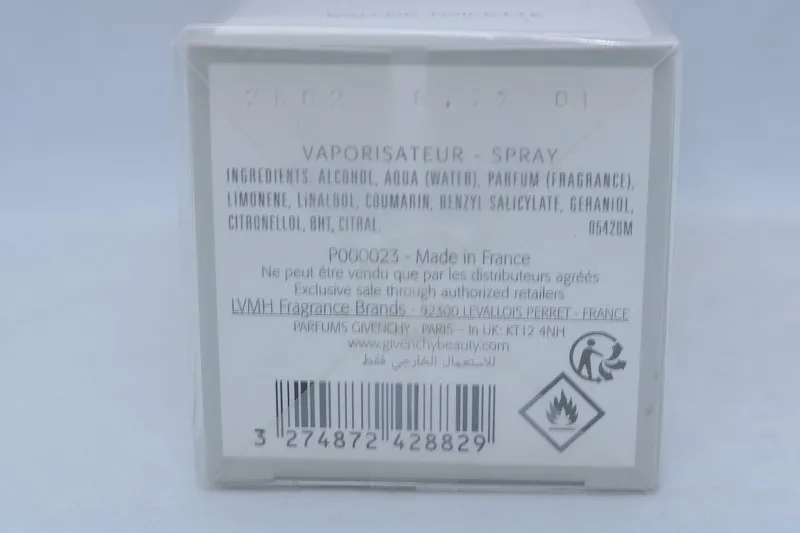 VAPORISATEUR - SPRAY
INGREDIENTS: ALCOHOL, AQUA (WATER), PARFUM (FRAGRANCE),
LIMONENE, LINALOOL, COUMARIN, BENZYL SALICYLATE, GERANIOL,
CITRONELLOL, BHT, CITRAL. 05420M
P000023 - Made in France
Ne peut être vendu que par les distributeurs agréés
Exclusive sale through authorized retailers
LVMH Fragrance Brands - 92300 LEVALLOIS PERRET - FRANCE
PARFUMS GIVENCHY - PARIS - In UK: KT12 4NH
www.givenchybeauty.com
للاستعمال الخارجي فقط
3 274872 428829